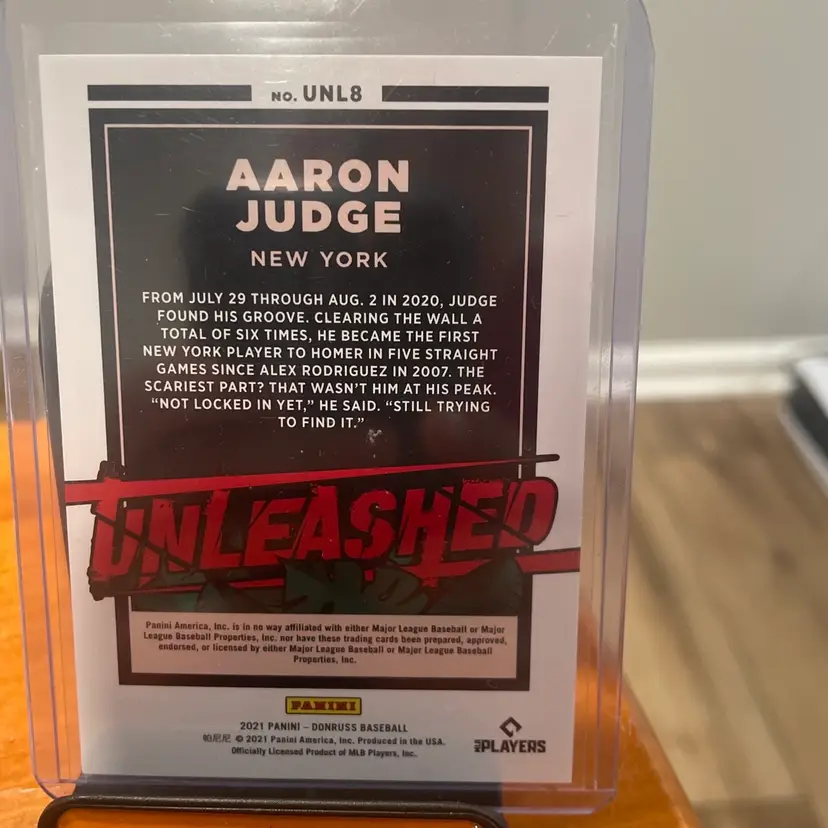 NO. UNL8
AARON
JUDGE
NEW YORK
FROM JULY 29 THROUGH AUG. 2 IN 2020, JUDGE
FOUND HIS GROOVE. CLEARING THE WALL A
TOTAL OF SIX TIMES, HE BECAME THE FIRST
NEW YORK PLAYER TO HOMER IN FIVE STRAIGHT
GAMES SINCE ALEX RODRIGUEZ IN 2007. THE
SCARIEST PART? THAT WASN'T HIM AT HIS PEAK.
“NOT LOCKED IN YET,” HE SAID. “STILL TRYING
TO FIND IT.”
UNLEASHED
Panini America, Inc. is in no way affiliated with either Major League Baseball or Major
League Baseball Properties, Inc. nor have these trading cards been prepared, approved,
endorsed, or licensed by either Major League Baseball or Major League Baseball
Properties, Inc.
PANINI
2021 PANINI – DONRUSS BASEBALL
帕尼尼 © 2021 Panini America, Inc. Produced in the USA.
Officially Licensed Product of MLB Players, Inc.
MLB PLAYERS